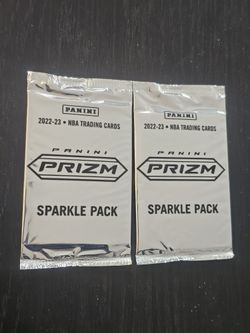 PANINI
2022-23 • NBA TRADING CARDS
PANINI
PRIZM
SPARKLE PACK
PANINI
2022-23 • NBA TRADING CARDS
PANINI
PRIZM
SPARKLE PACK